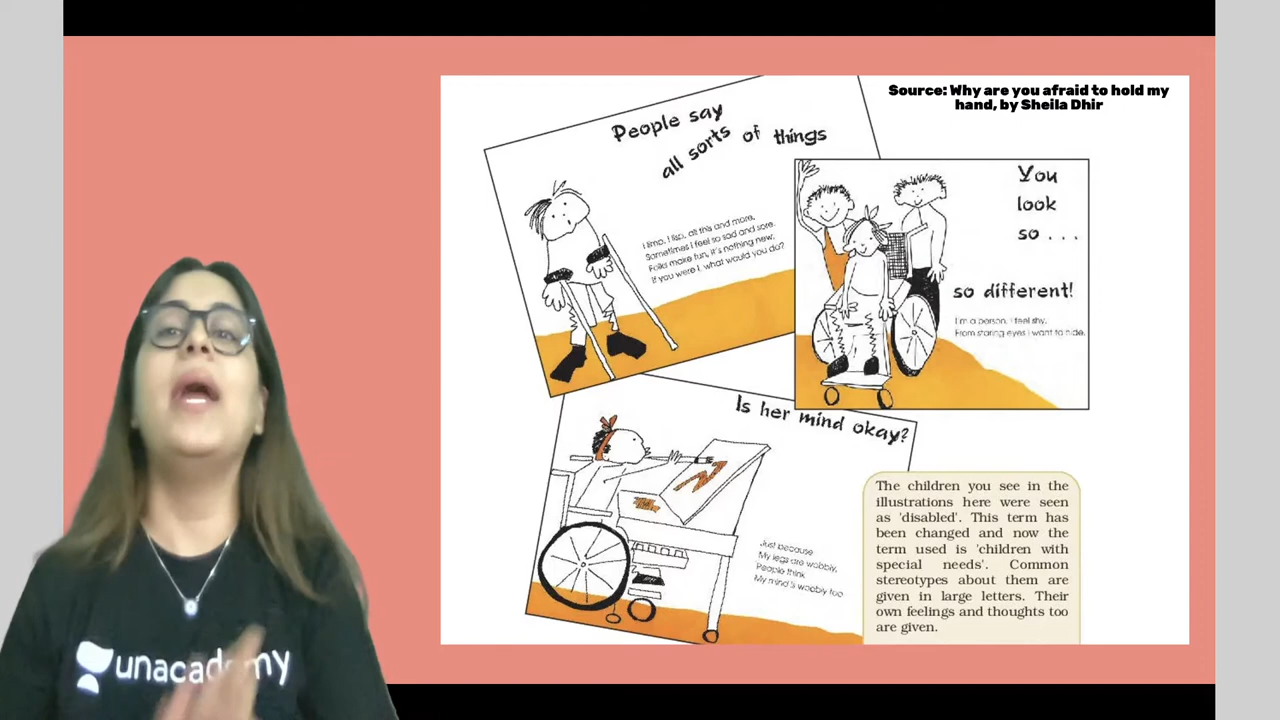 Source: Why are you afraid to hold my
hand, by Sheila Dhir
People say
all sorts of things
I limp, I lisp, all this and more,
Sometimes I feel so sad and sore.
Folks make fun, it's nothing new.
If you were I, what would you do?
You
look
so . . .
so different!
I'm a person, I feel shy,
From staring eyes I want to hide.
Is her mind okay?
Just because
My legs are wobbly,
People think
My mind's wobbly too
The children you see in the
illustrations here were seen
as 'disabled'. This term has
been changed and now the
term used is 'children with
special needs'. Common
stereotypes about them are
given in large letters. Their
own feelings and thoughts too
are given.
unacademy